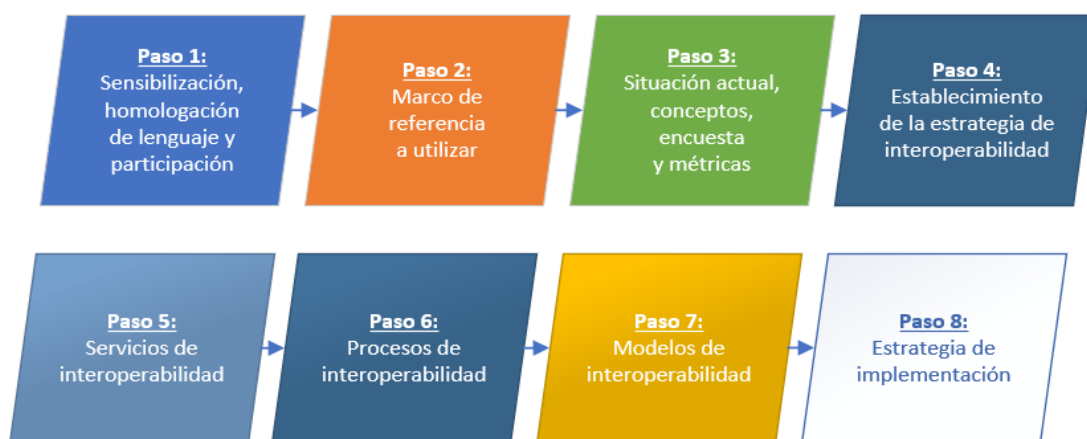 Paso 1:
Sensibilización,
homologación
de lenguaje y
participación
Paso 2:
Marco de
referencia
a utilizar
Paso 3:
Situación actual,
conceptos,
encuesta
y métricas
Paso 4:
Establecimiento
de la estrategia de
interoperabilidad
Paso 5:
Servicios de
interoperabilidad
Paso 6:
Procesos de
interoperabilidad
Paso 7:
Modelos de
interoperabilidad
Paso 8:
Estrategia de
implementación